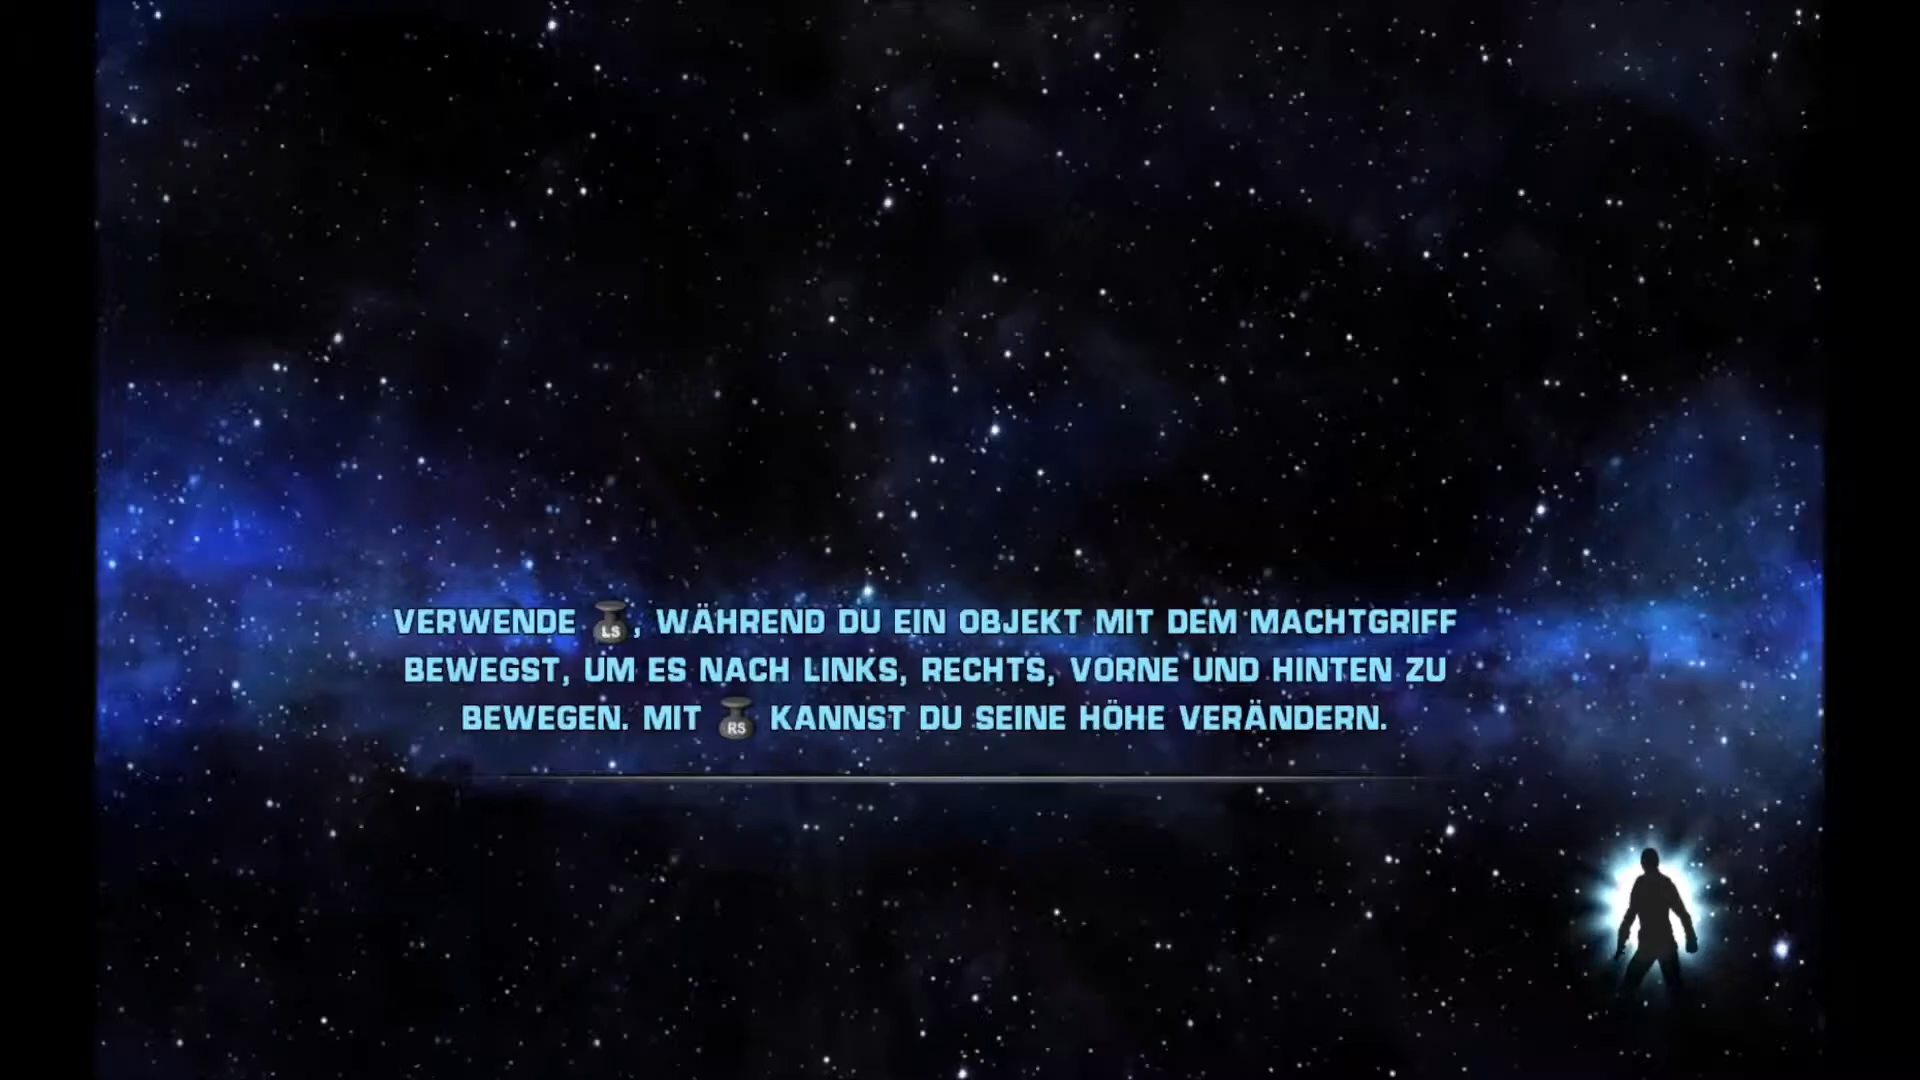 VERWENDE LS, WÄHREND DU EIN OBJEKT MIT DEM MACHTGRIFF
BEWEGST, UM ES NACH LINKS, RECHTS, VORNE UND HINTEN ZU
BEWEGEN. MIT RS KANNST DU SEINE HÖHE VERÄNDERN.